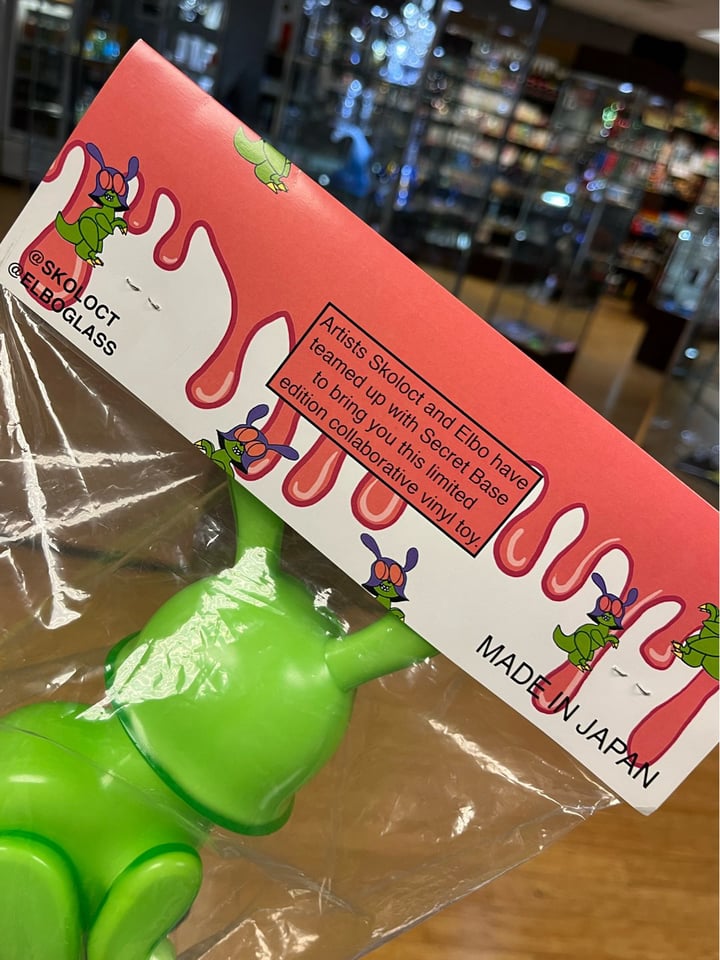 @SKOLOCT
@ELBOGLASS
Artists Skoloct and Elbo have
teamed up with Secret Base
to bring you this limited
edition collaborative vinyl toy.
MADE IN JAPAN